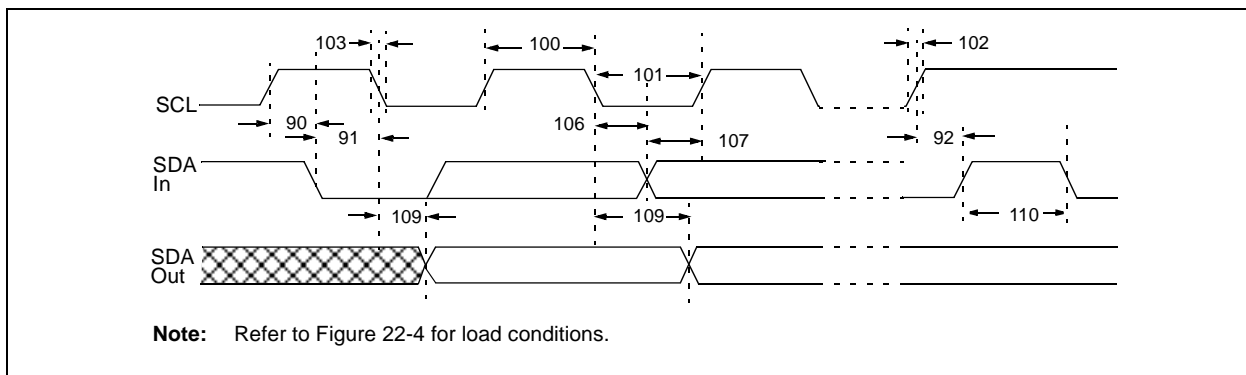 103 100 102
101
SCL
90 106
91 107 92
SDA
In
109 109 110
SDA
Out
Note: Refer to Figure 22-4 for load conditions.